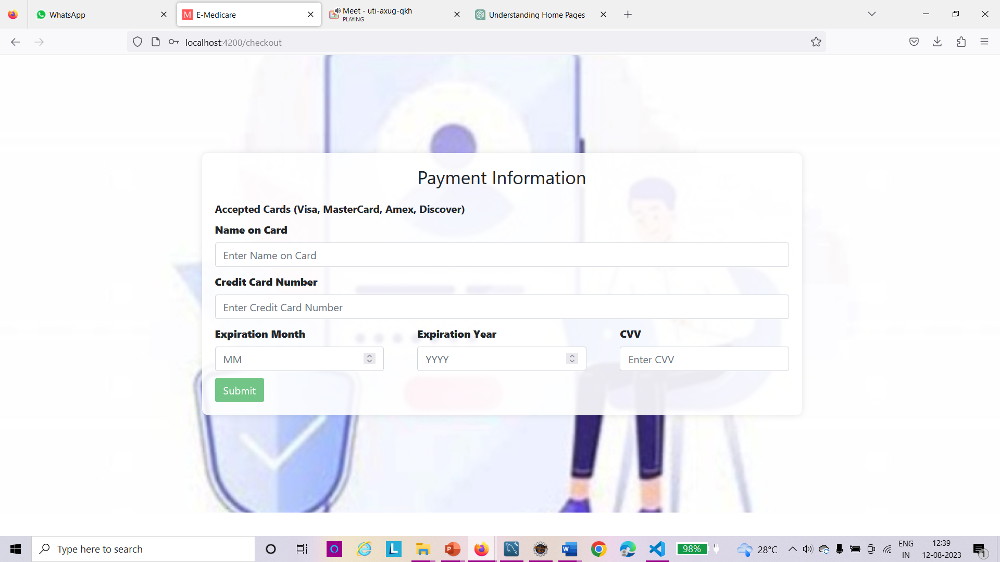 WhatsApp
M E-Medicare
Meet - uti-axug-qkh
PLAYING
Understanding Home Pages
localhost:4200/checkout
Payment Information
Accepted Cards (Visa, MasterCard, Amex, Discover)
Name on Card
Enter Name on Card
Credit Card Number
Enter Credit Card Number
Expiration Month
Expiration Year
CVV
MM
YYYY
Enter CVV
Submit
Type here to search
L
P
W
98%
28°C
ENG
IN
12:39
12-08-2023
1